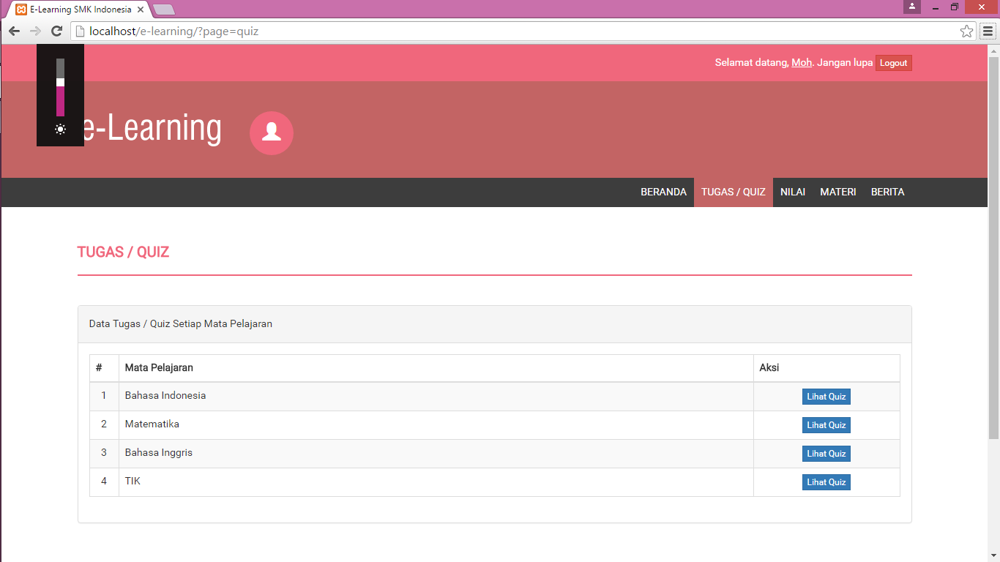 E-Learning SMK Indonesia
localhost/e-learning/?page=quiz
Selamat datang, Moh. Jangan lupa Logout
e-Learning
BERANDA TUGAS / QUIZ NILAI MATERI BERITA
TUGAS / QUIZ
Data Tugas / Quiz Setiap Mata Pelajaran
# Mata Pelajaran Aksi
1 Bahasa Indonesia Lihat Quiz
2 Matematika Lihat Quiz
3 Bahasa Inggris Lihat Quiz
4 TIK Lihat Quiz